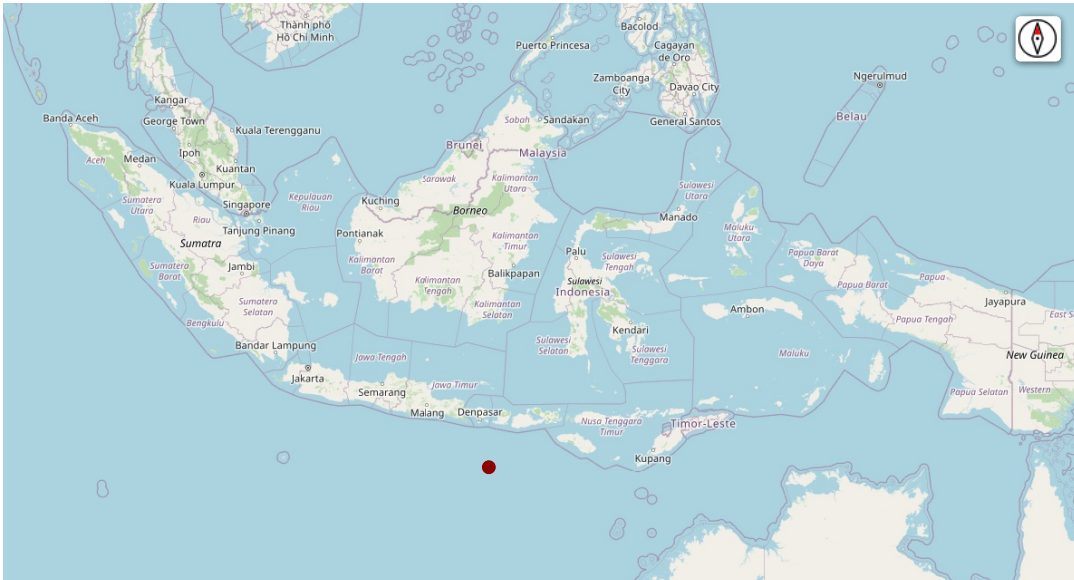 Thành phố
Hồ Chí Minh
Bacolod
Puerto Princesa
Cagayan
de Oro
Zamboanga
City
Davao City
Ngerulmud
Kangar
Banda Aceh
George Town
Kuala Terengganu
Sandakan
Sabah
General Santos
Belau
Brunei
Malaysia
Ipoh
Medan
Aceh
Kuantan
Kuala Lumpur
Sarawak
Kalimantan
Utara
Sulawesi
Utara
Sumatera
Utara
Kepulauan
Riau
Kuching
Singapore
Borneo
Manado
Riau
Tanjung Pinang
Pontianak
Maluku
Utara
Sumatra
Kalimantan
Timur
Palu
Papua Barat
Daya
Sumatera
Barat
Jambi
Kalimantan
Barat
Balikpapan
Sulawesi
Tengah
Papua
Kalimantan
Tengah
Sulawesi
Indonesia
Papua Barat
Sumatera
Selatan
Kalimantan
Selatan
Ambon
Jayapura
Bengkulu
Papua Tengah
East S
Kendari
Bandar Lampung
Sulawesi
Selatan
Sulawesi
Tenggara
Jawa Tengah
Maluku
New Guinea
Jakarta
Semarang
Jawa Timur
Papua Selatan
Western
Malang
Denpasar
Nusa Tenggara
Timur
Timor-Leste
Kupang